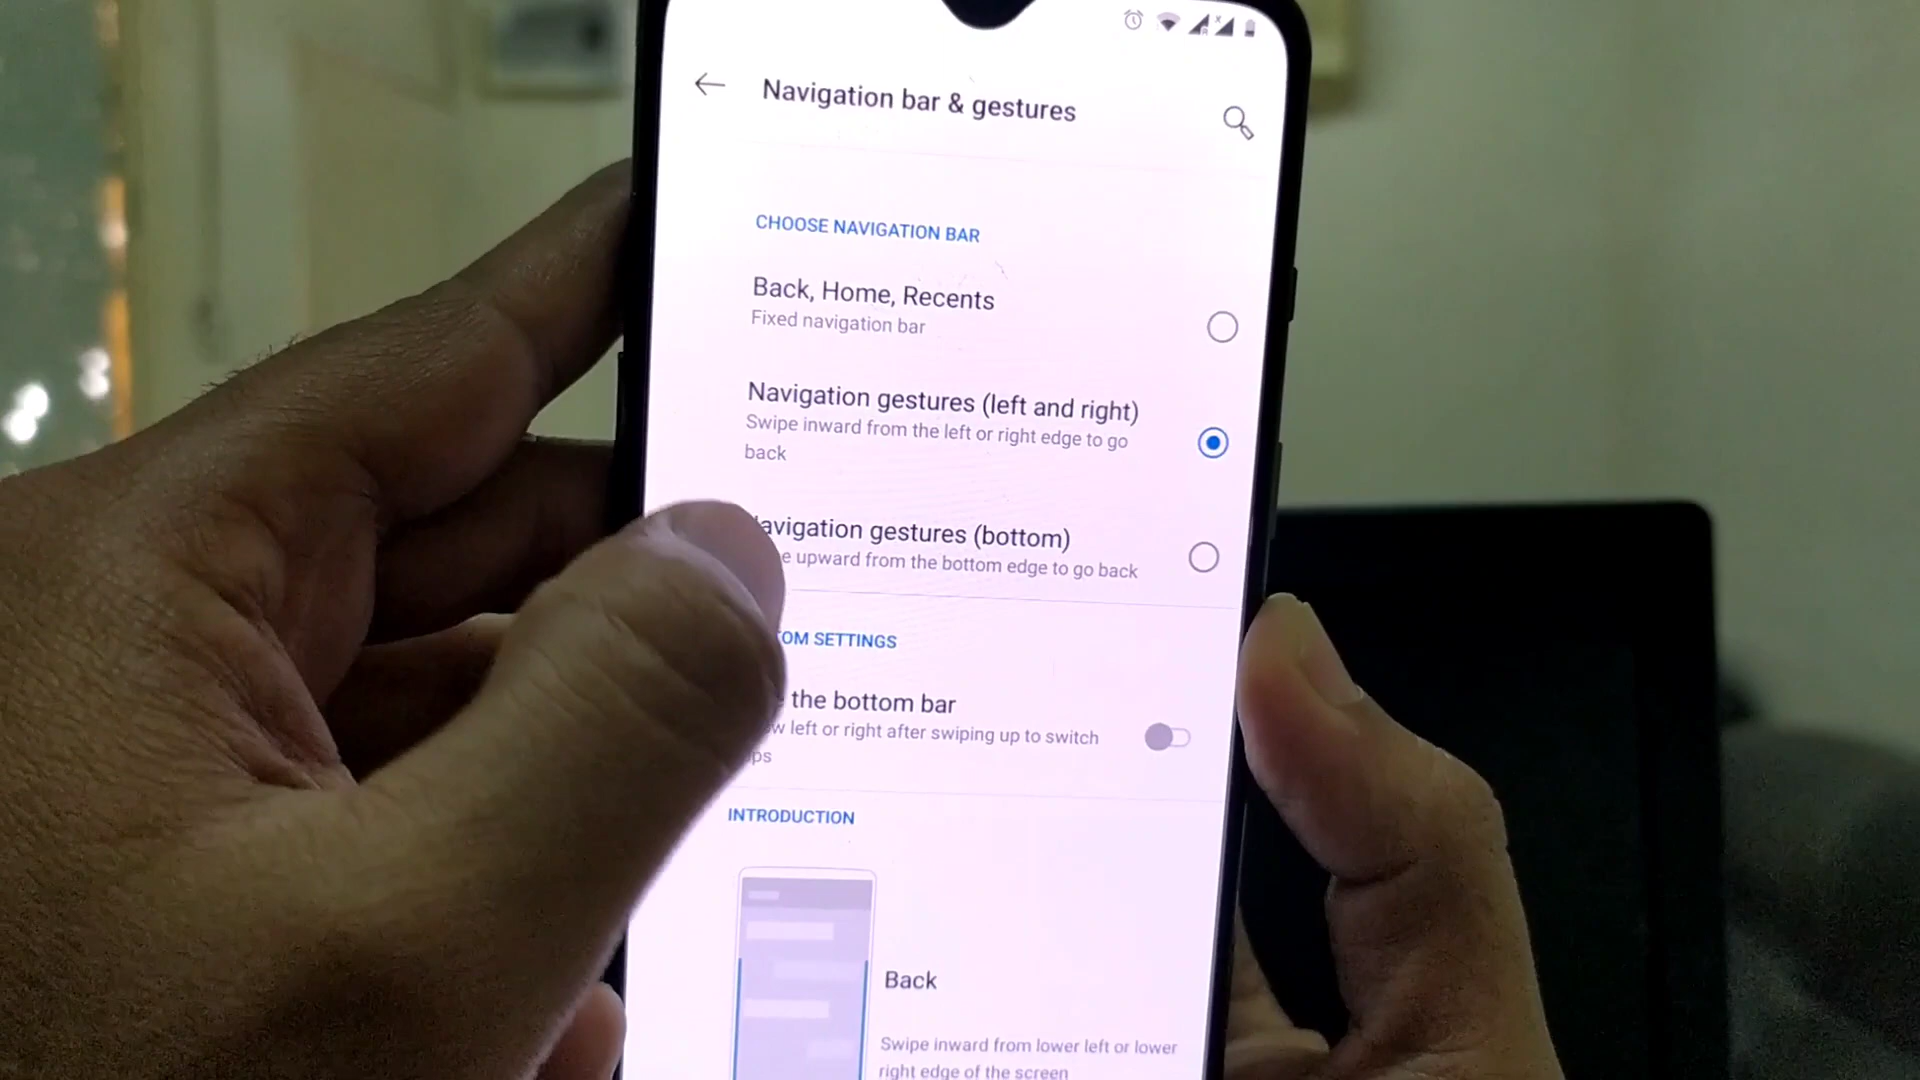 Navigation bar & gestures
CHOOSE NAVIGATION BAR
Back, Home, Recents
Fixed navigation bar
Navigation gestures (left and right)
Swipe inward from the left or right edge to go
back
gestures (bottom)
upward from the bottom edge to go back
SETTINGS
the bottom bar
left or right after swiping up to switch
INTRODUCTION
Back
Swipe inward from lower left or lower
right edge of the screen